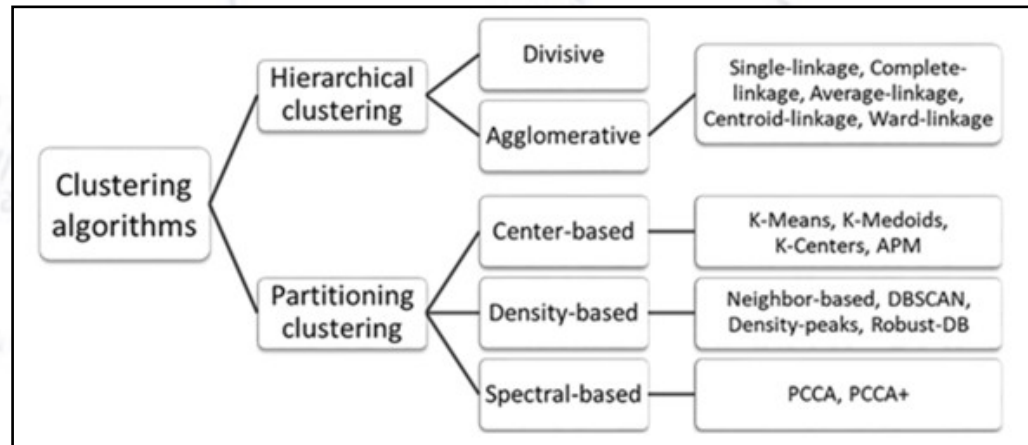 Clustering
algorithms
Hierarchical
clustering
Divisive
Agglomerative
Single-linkage, Complete-
linkage, Average-linkage,
Centroid-linkage, Ward-linkage
Partitioning
clustering
Center-based
K-Means, K-Medoids,
K-Centers, APM
Density-based
Neighbor-based, DBSCAN,
Density-peaks, Robust-DB
Spectral-based
PCCA, PCCA+